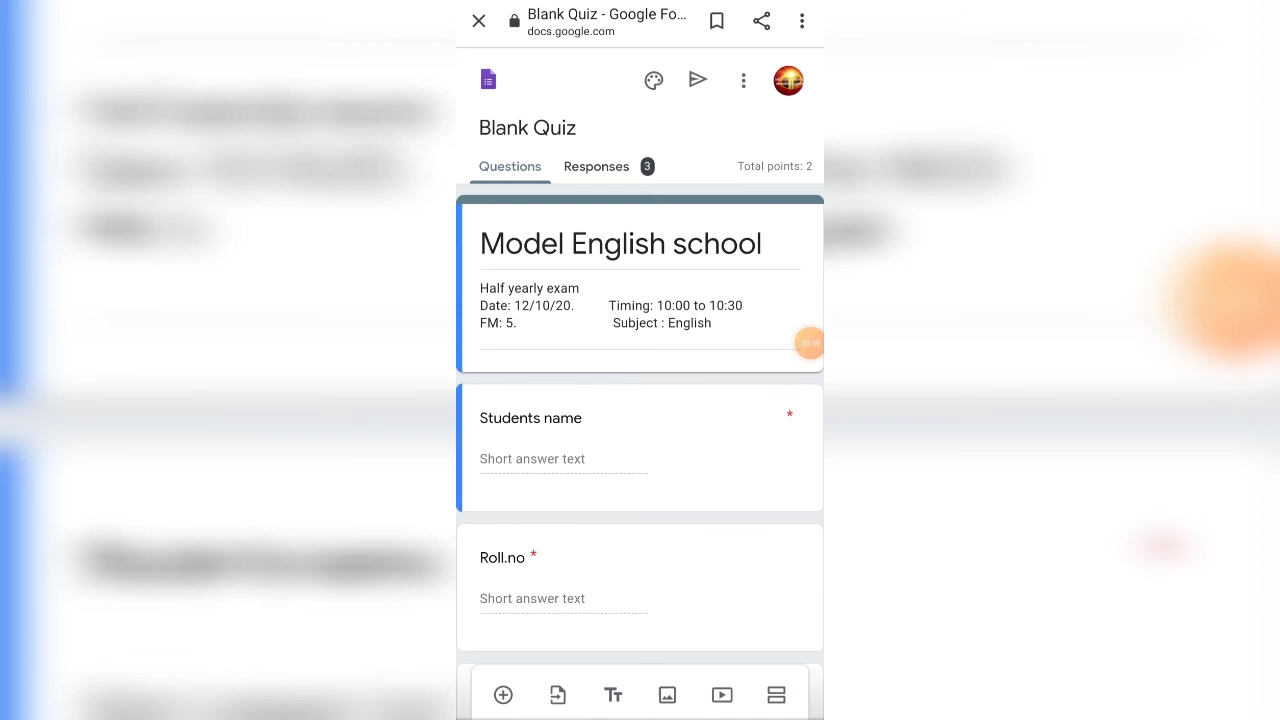 Blank Quiz - Google Fo...
docs.google.com
Blank Quiz
Questions Responses 3 Total points: 2
Model English school
Half yearly exam
Date: 12/10/20. Timing: 10:00 to 10:30
FM: 5. Subject : English
Students name *
Short answer text
Roll.no *
Short answer text
Tт